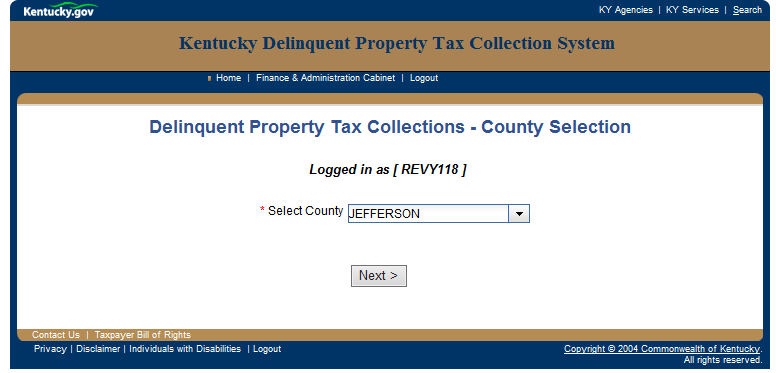 Kentucky.gov KY Agencies | KY Services | Search
Kentucky Delinquent Property Tax Collection System
Home | Finance & Administration Cabinet | Logout
Delinquent Property Tax Collections - County Selection
Logged in as [ REVY118 ]
* Select County JEFFERSON
Next >
Contact Us | Taxpayer Bill of Rights
Privacy | Disclaimer | Individuals with Disabilities | Logout Copyright © 2004 Commonwealth of Kentucky.
All rights reserved.